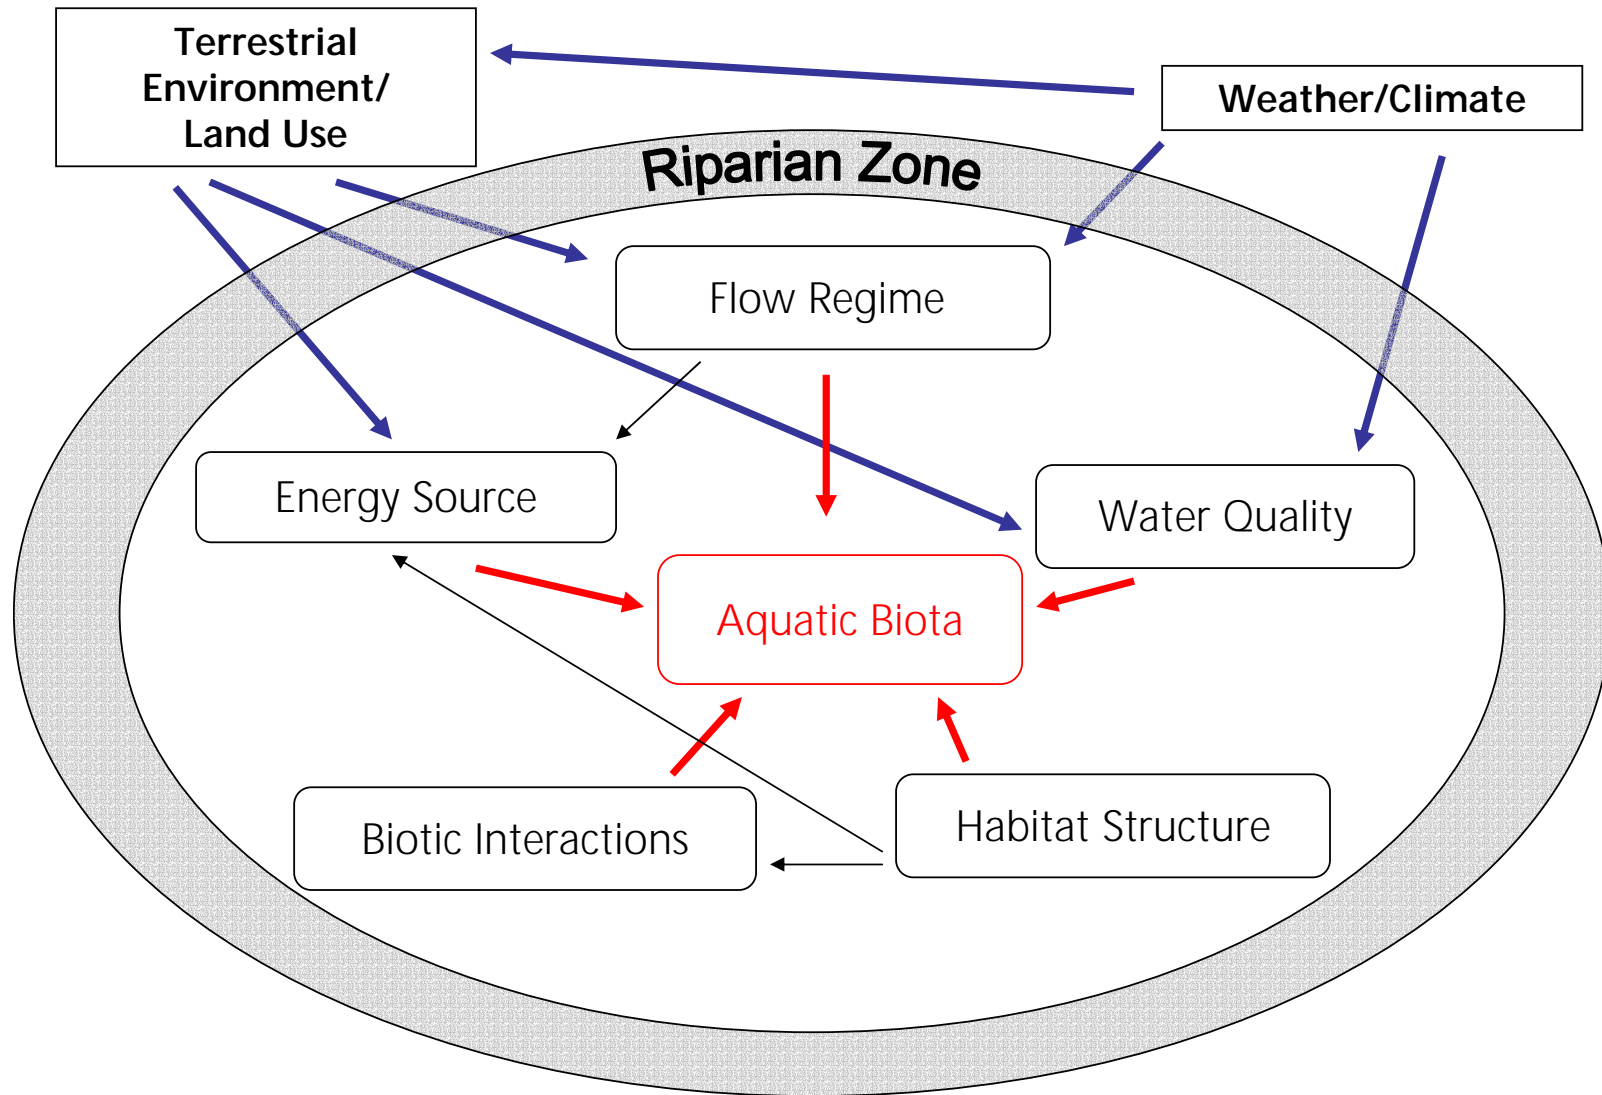 Terrestrial
Environment/
Land Use
Weather/Climate
Riparian Zone
Flow Regime
Energy Source
Water Quality
Aquatic Biota
Biotic Interactions
Habitat Structure